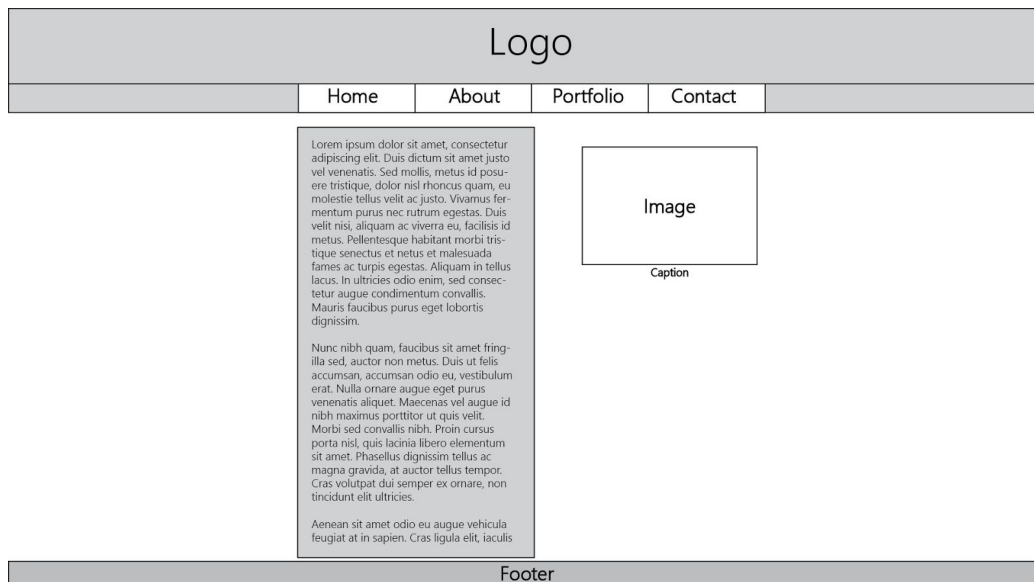 Logo
Home About Portfolio Contact
Lorem ipsum dolor sit amet, consectetur
adipiscing elit. Duis dictum sit amet justo
vel venenatis. Sed mollis, metus id posu-
ere tristique, dolor nisl rhoncus quam, eu
molestie tellus velit ac justo. Vivamus fer-
mentum purus nec rutrum egestas. Duis
velit nisi, aliquam ac viverra eu, facilisis id
metus. Pellentesque habitant morbi tris-
tique senectus et netus et malesuada
fames ac turpis egestas. Aliquam in tellus
lacus. In ultricies odio enim, sed consec-
tetur augue condimentum convallis.
Mauris faucibus purus eget lobortis
dignissim.
Nunc nibh quam, faucibus sit amet fring-
illa sed, auctor non metus. Duis ut felis
accumsan, accumsan odio eu, vestibulum
erat. Nulla ornare augue eget purus
venenatis aliquet. Maecenas vel augue id
nibh maximus porttitor ut quis velit.
Morbi sed convallis nibh. Proin cursus
porta nisl, quis lacinia libero elementum
sit amet. Phasellus dignissim tellus ac
magna gravida, at auctor tellus tempor.
Cras volutpat dui semper ex ornare, non
tincidunt elit ultricies.
Aenean sit amet odio eu augue vehicula
feugiat at in sapien. Cras ligula elit, iaculis
Image
Caption
Footer